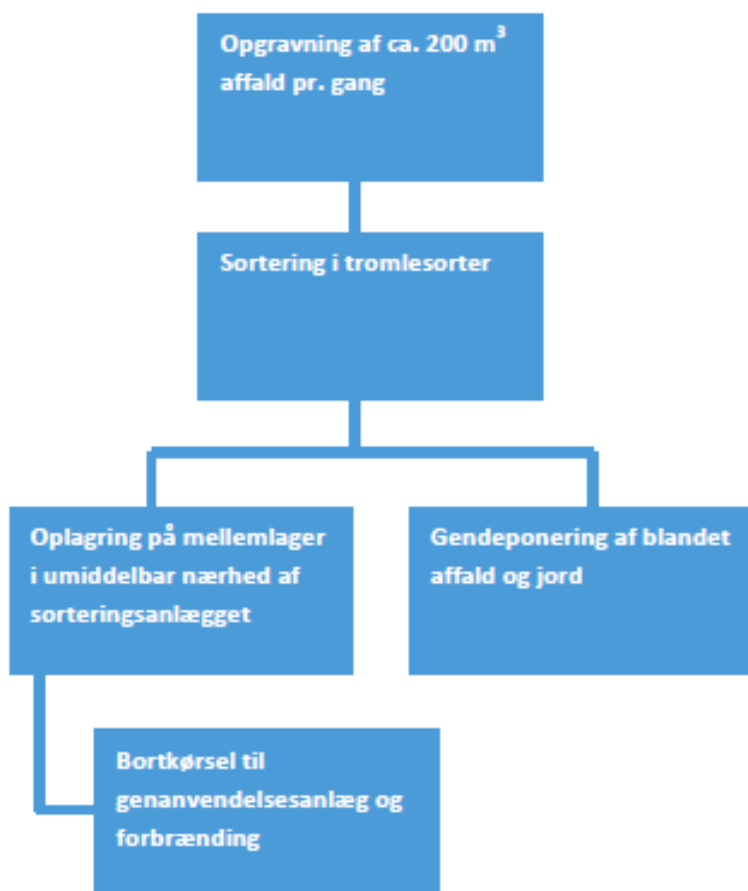 Opgravning af ca. 200 m³
affald pr. gang
Sortering i tromlesorter
Oplagring på mellemlager
i umiddelbar nærhed af
sorteringsanlægget
Gendeponering af blandet
affald og jord
Bortkørsel til
genanvendelsesanlæg og
forbrænding